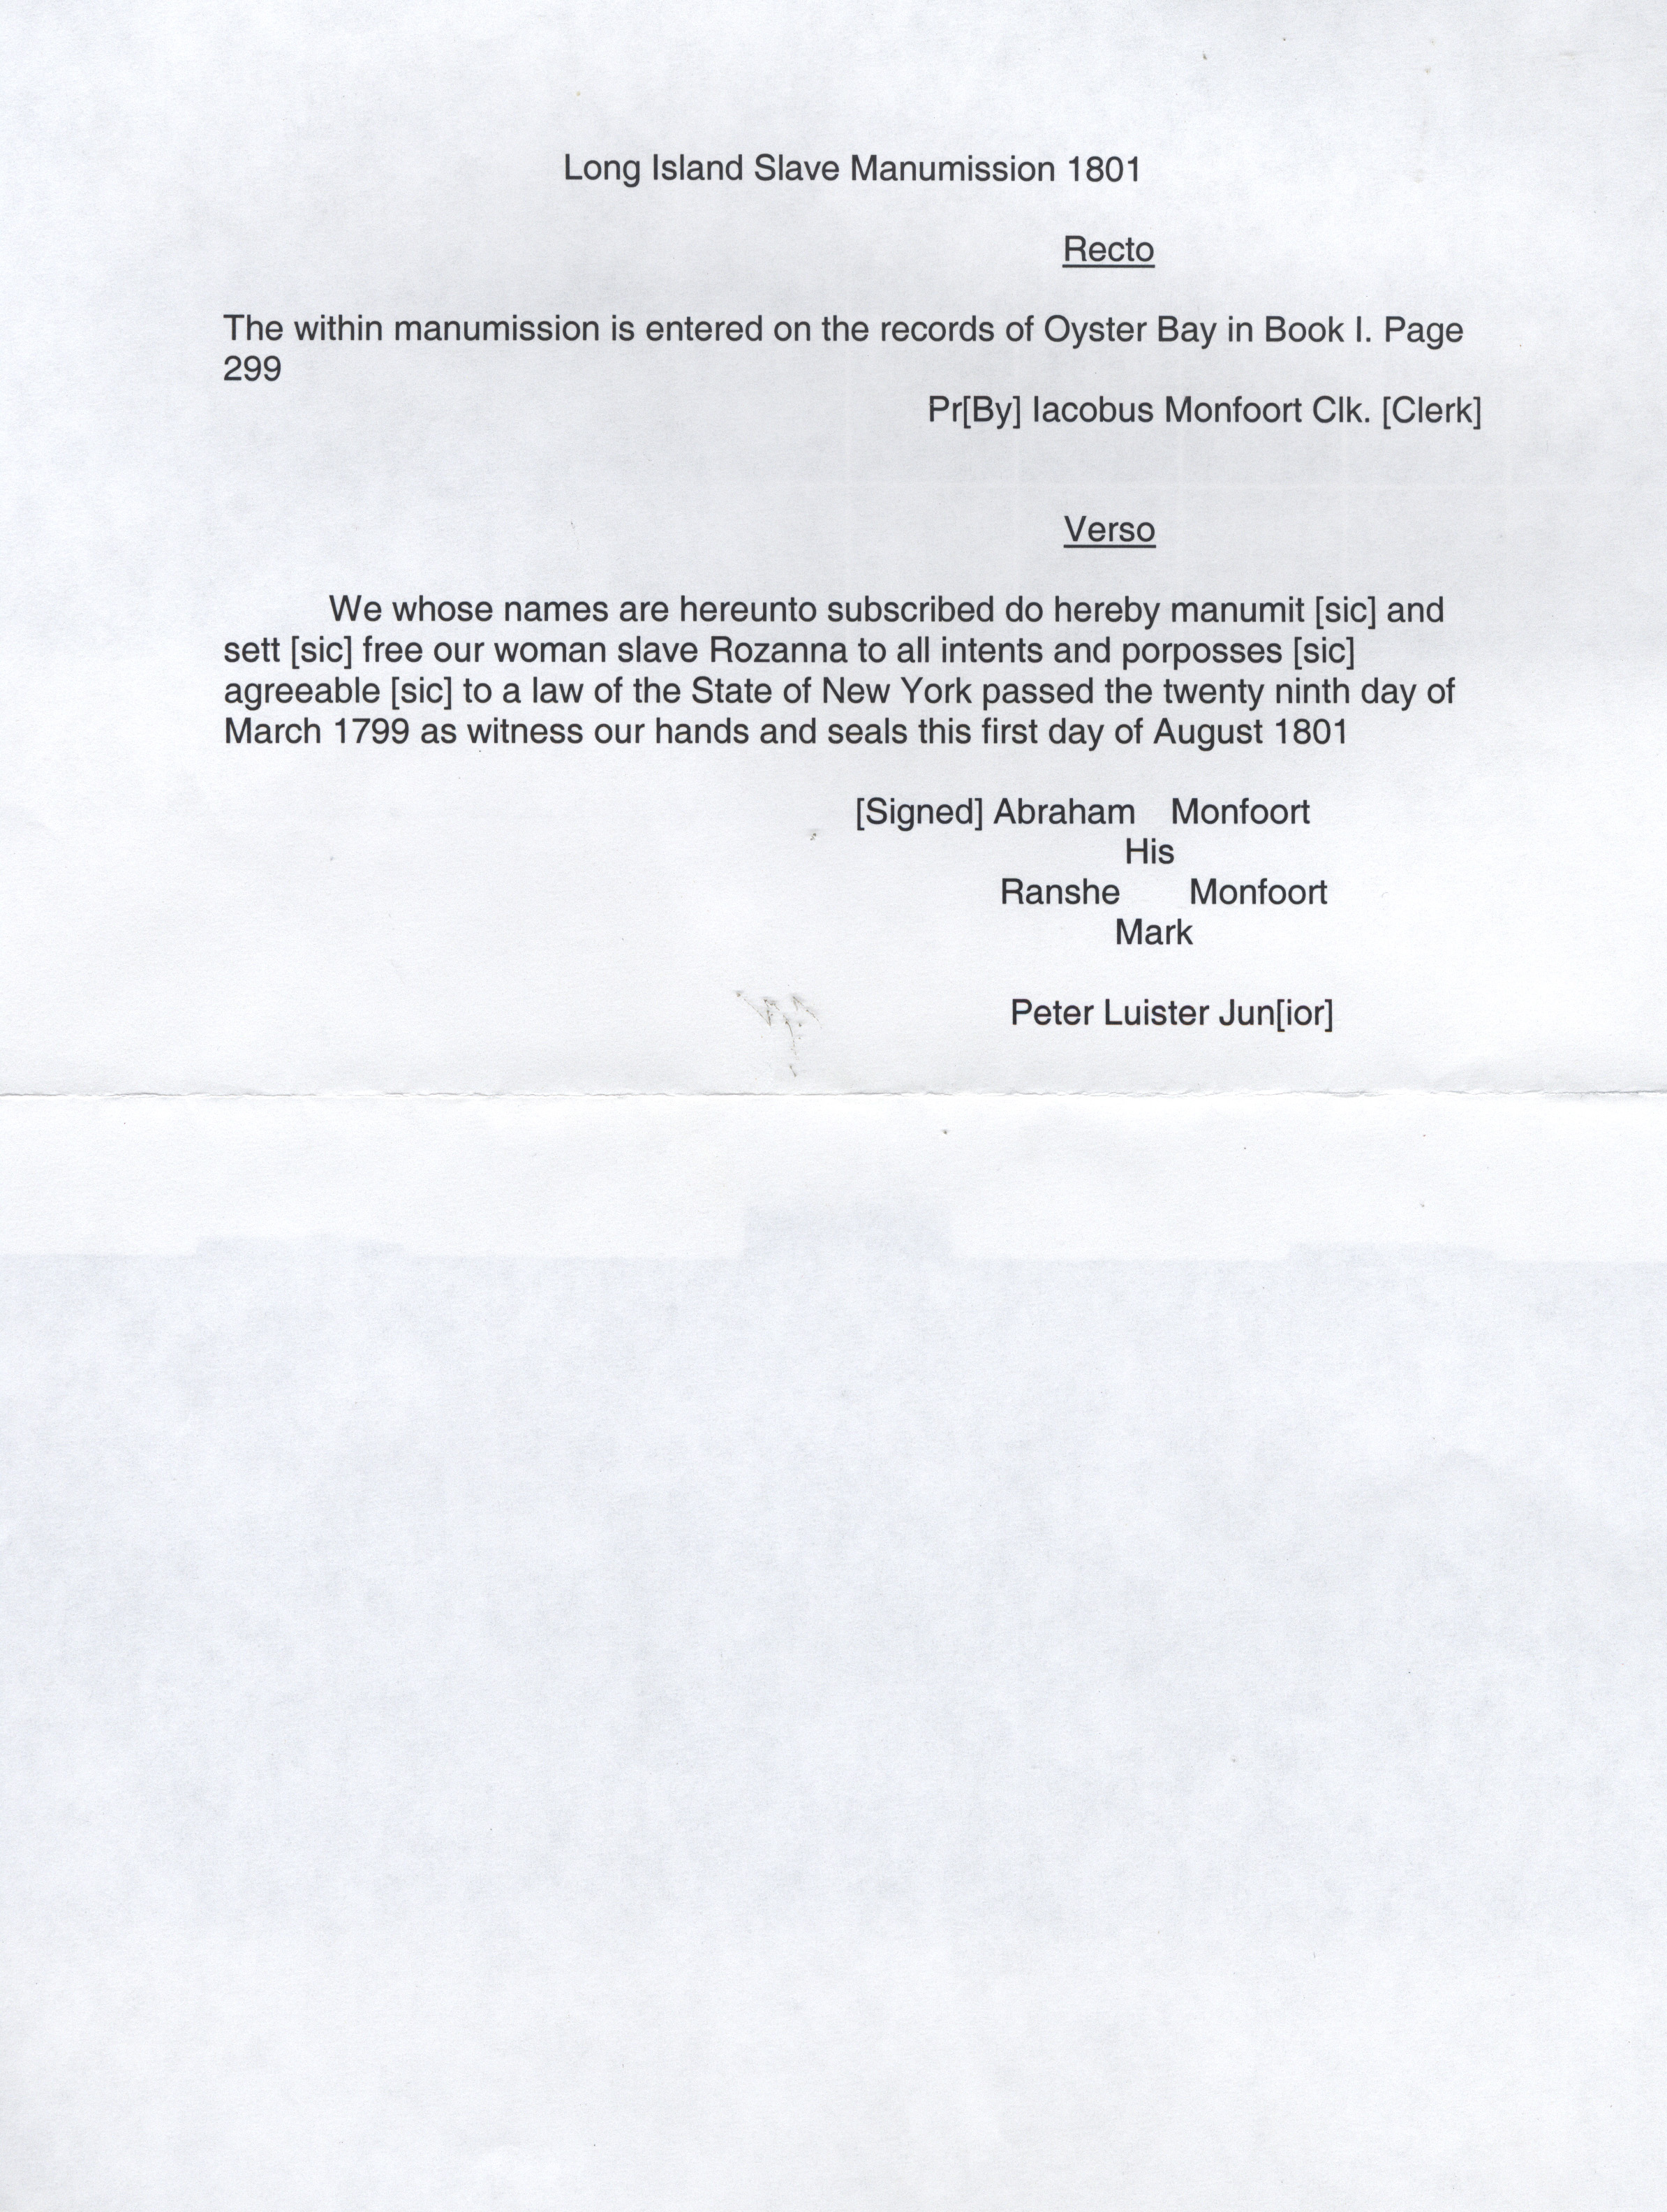 Long Island Slave Manumission 1801
Recto
The within manumission is entered on the records of Oyster Bay in Book I. Page
299
Pr[By] Iacobus Monfoort Clk. [Clerk]
Verso
We whose names are hereunto subscribed do hereby manumit [sic] and
sett [sic] free our woman slave Rozanna to all intents and porposses [sic]
agreeable [sic] to a law of the State of New York passed the twenty ninth day of
March 1799 as witness our hands and seals this first day of August 1801
[Signed] Abraham Monfoort
His
Ranshe Monfoort
Mark
Peter Luister Jun[ior]